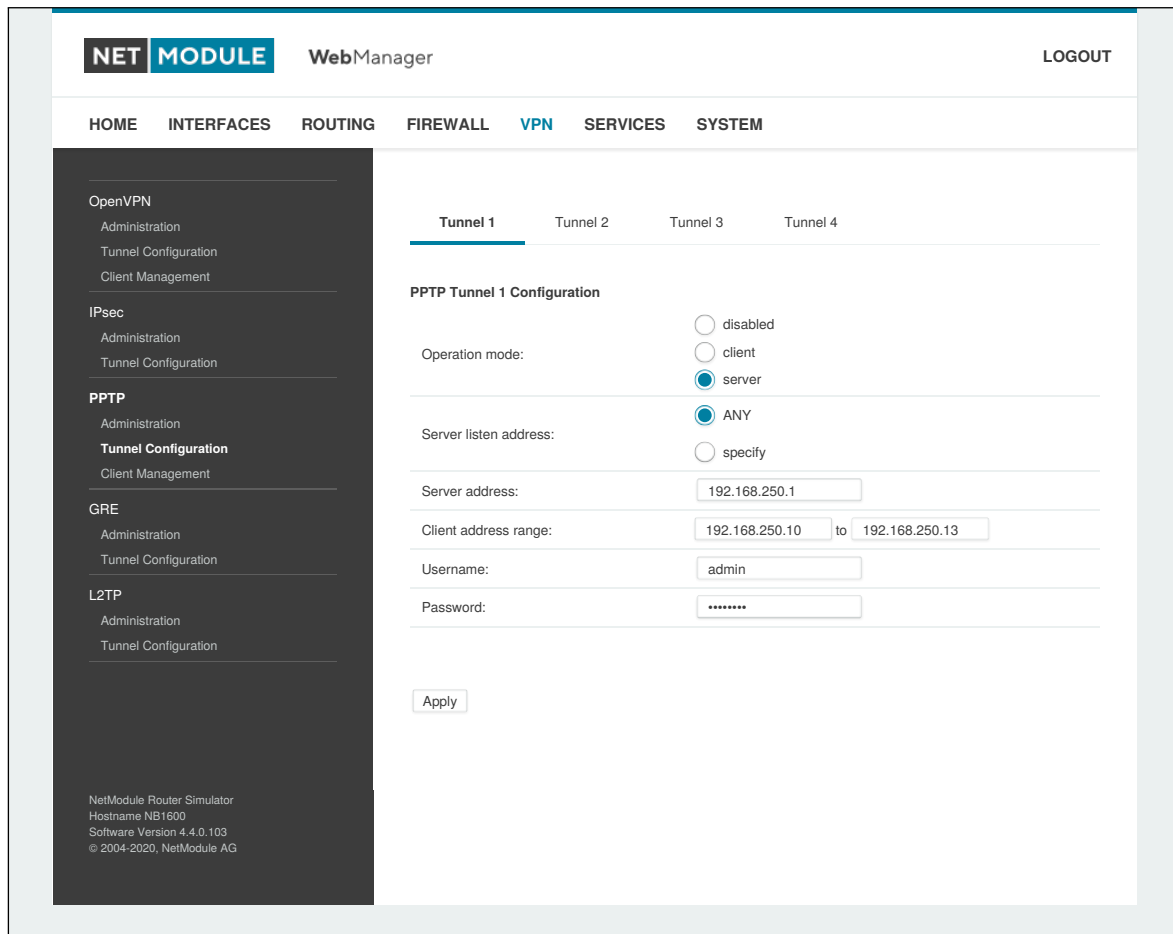 NET MODULE WebManager LOGOUT
HOME INTERFACES ROUTING FIREWALL VPN SERVICES SYSTEM
OpenVPN
Administration
Tunnel Configuration
Client Management
IPsec
Administration
Tunnel Configuration
PPTP
Administration
Tunnel Configuration
Client Management
GRE
Administration
Tunnel Configuration
L2TP
Administration
Tunnel Configuration
NetModule Router Simulator
Hostname NB1600
Software Version 4.4.0.103
© 2004-2020, NetModule AG
Tunnel 1 Tunnel 2 Tunnel 3 Tunnel 4
PPTP Tunnel 1 Configuration
Operation mode:
disabled
client
server
Server listen address:
ANY
specify
Server address: 192.168.250.1
Client address range: 192.168.250.10 to 192.168.250.13
Username: admin
Password: ••••••••
Apply